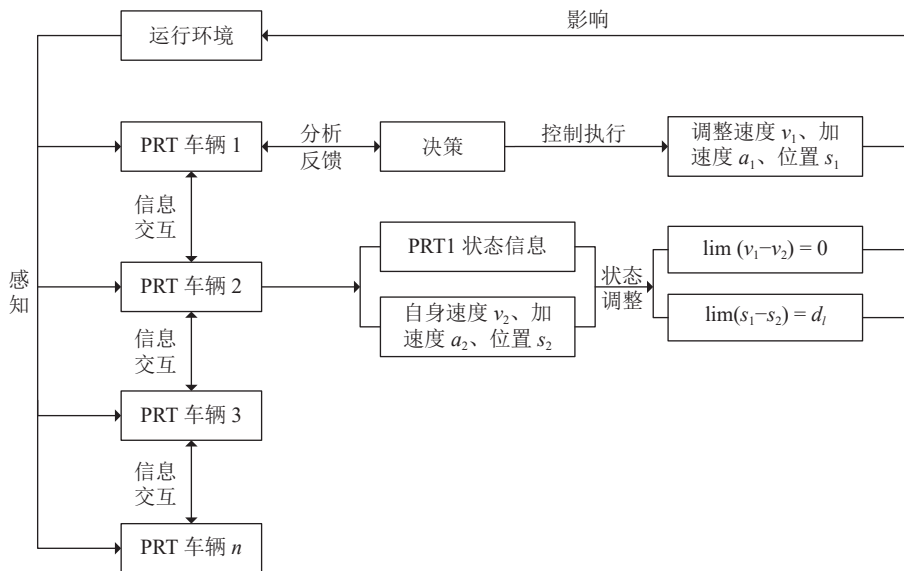 影响
运行环境
PRT 车辆 1
分析
反馈
决策
控制执行
调整速度 v₁、加
速度 a₁、位置 s₁
信息
交互
感
知
PRT 车辆 2
PRT1 状态信息
自身速度 v₂、加
速度 a₂、位置 s₂
状态
调整
lim (v₁−v₂) = 0
lim(s₁−s₂) = dₗ
信息
交互
PRT 车辆 3
信息
交互
PRT 车辆 n